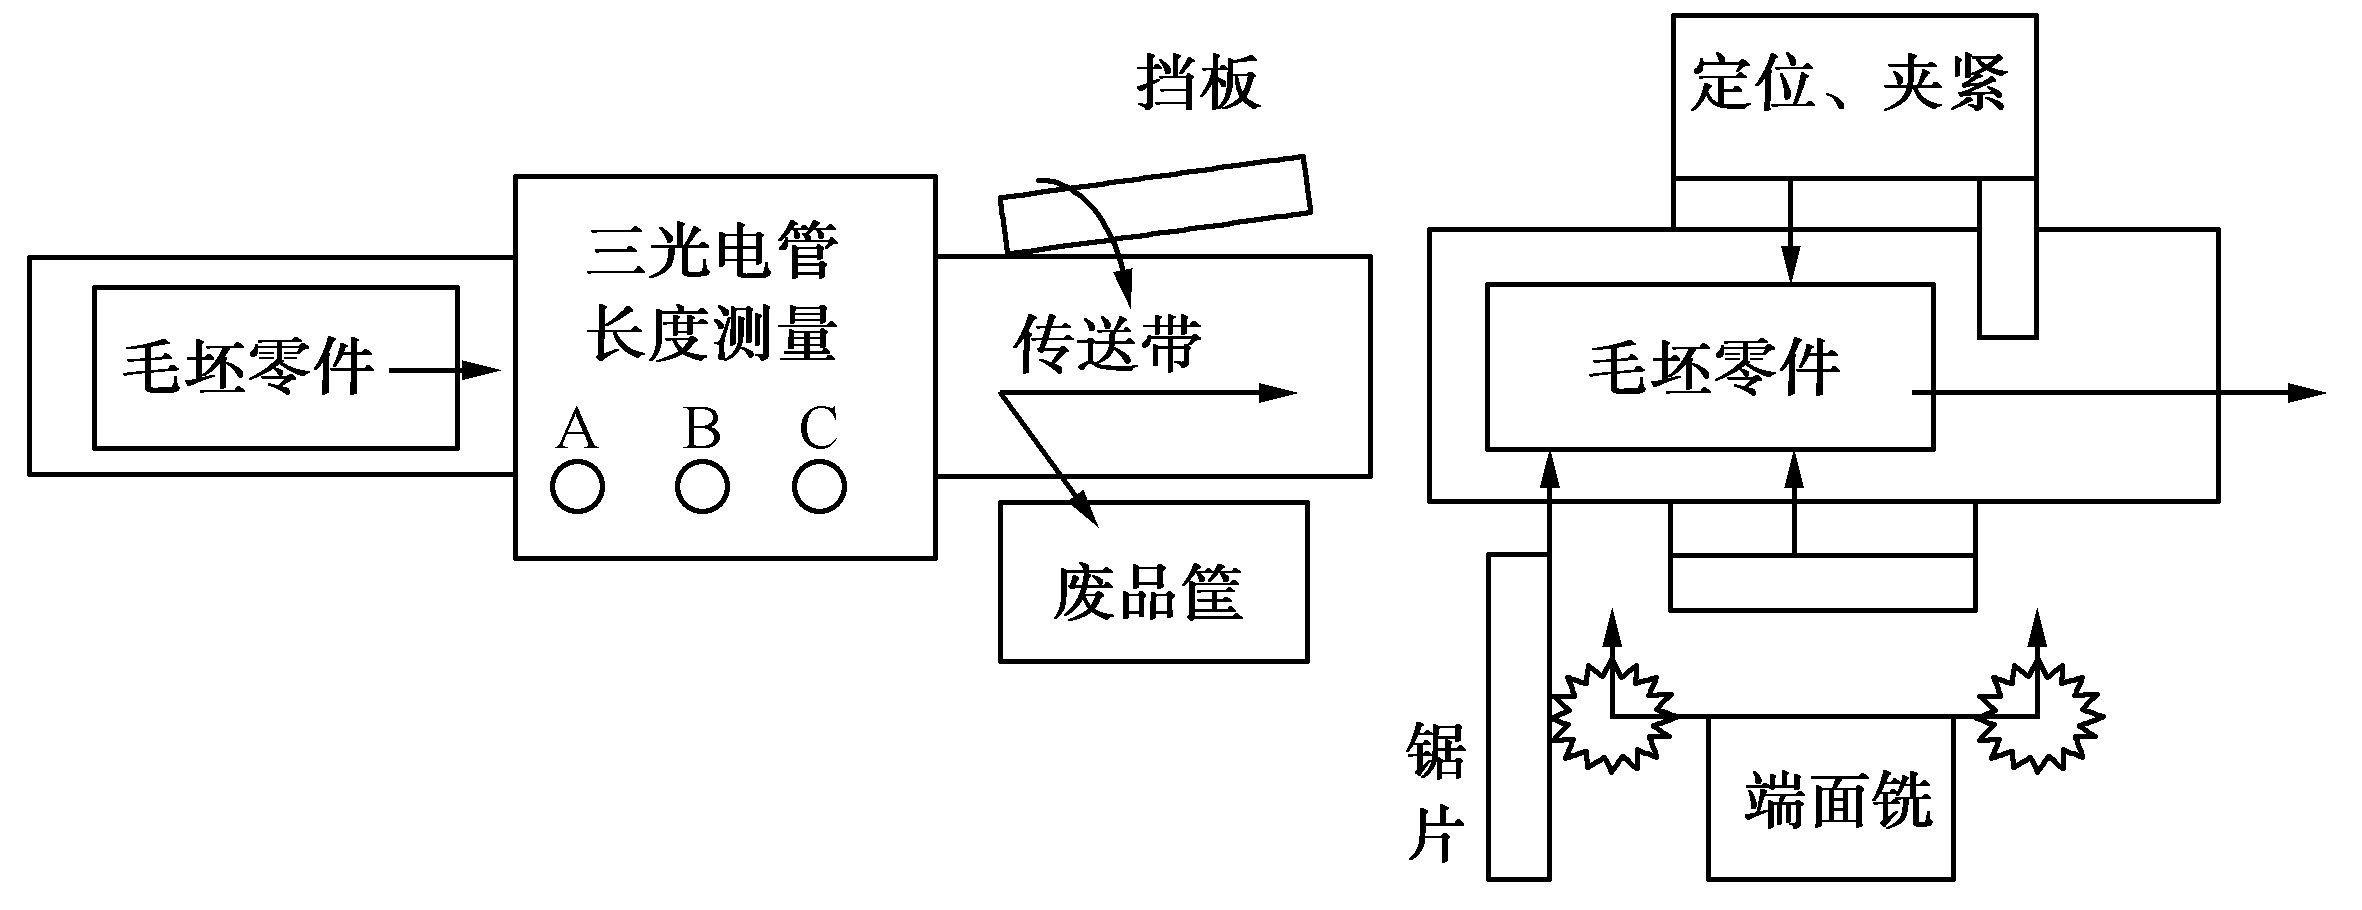 挡板
定位、夹紧
三光电管
长度测量
毛坯零件
A B C
传送带
废品筐
毛坯零件
锯片
端面铣